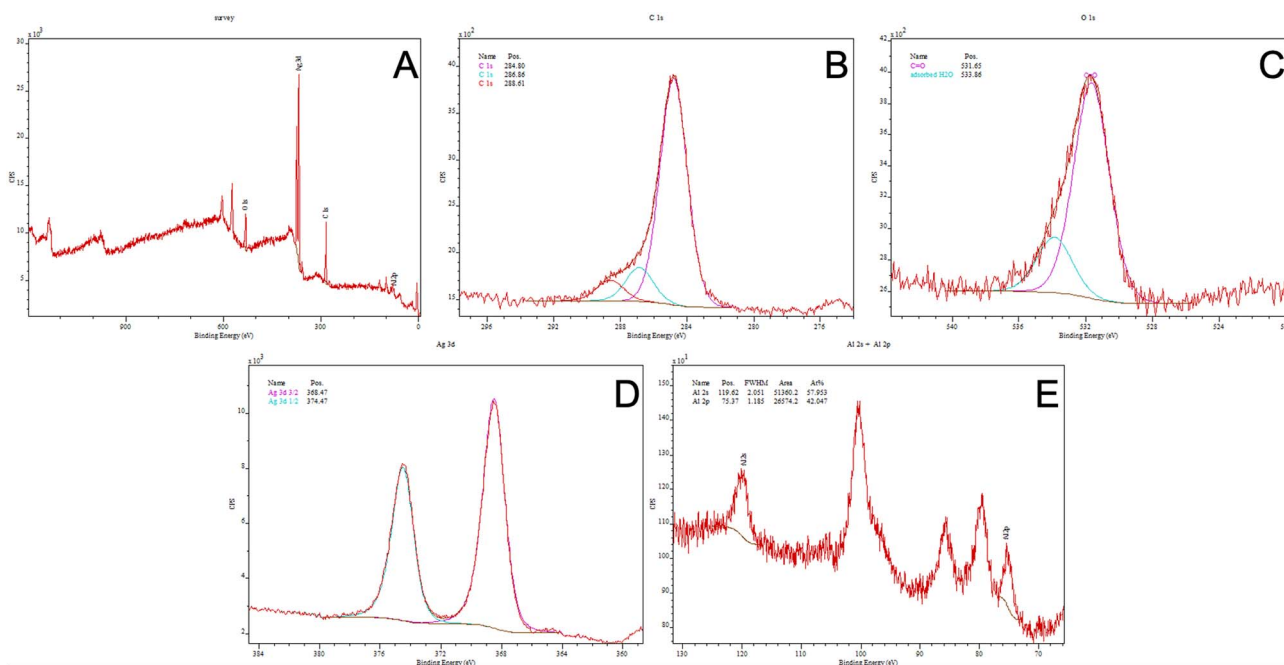 survey
x 10^3
A
30
25
20
15
10
5
CPS
Ag 3d
O 1s
C 1s
Al 2p
900
600
300
0
Binding Energy (eV)
C 1s
x 10^2
B
Name Pos.
C 1s 284.80
C 1s 286.86
C 1s 288.61
40
35
30
25
20
15
CPS
296
292
288
284
280
276
Binding Energy (eV)
O 1s
x 10^2
C
Name Pos.
C=O 531.65
adsorbed H2O 533.86
42
40
38
36
34
32
30
28
26
CPS
540
536
532
528
524
Binding Energy (eV)
Ag 3d
x 10^3
D
Name Pos.
Ag 3d 3/2 368.47
Ag 3d 1/2 374.47
10
8
6
4
2
CPS
384
380
376
372
368
364
360
Binding Energy (eV)
Al 2s + Al 2p
x 10^1
E
Name Pos. FWHM Area At%
Al 2s 119.62 2.051 51360.2 57.953
Al 2p 75.37 1.185 26574.2 42.047
150
140
130
120
110
100
90
80
CPS
Al 2s
Al 2p
130
120
110
100
90
80
70
Binding Energy (eV)